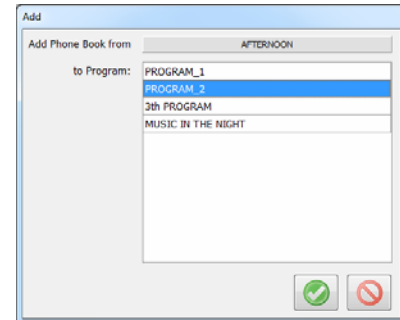 Add
Add Phone Book from AFTERNOON
to Program: PROGRAM_1
PROGRAM_2
3th PROGRAM
MUSIC IN THE NIGHT